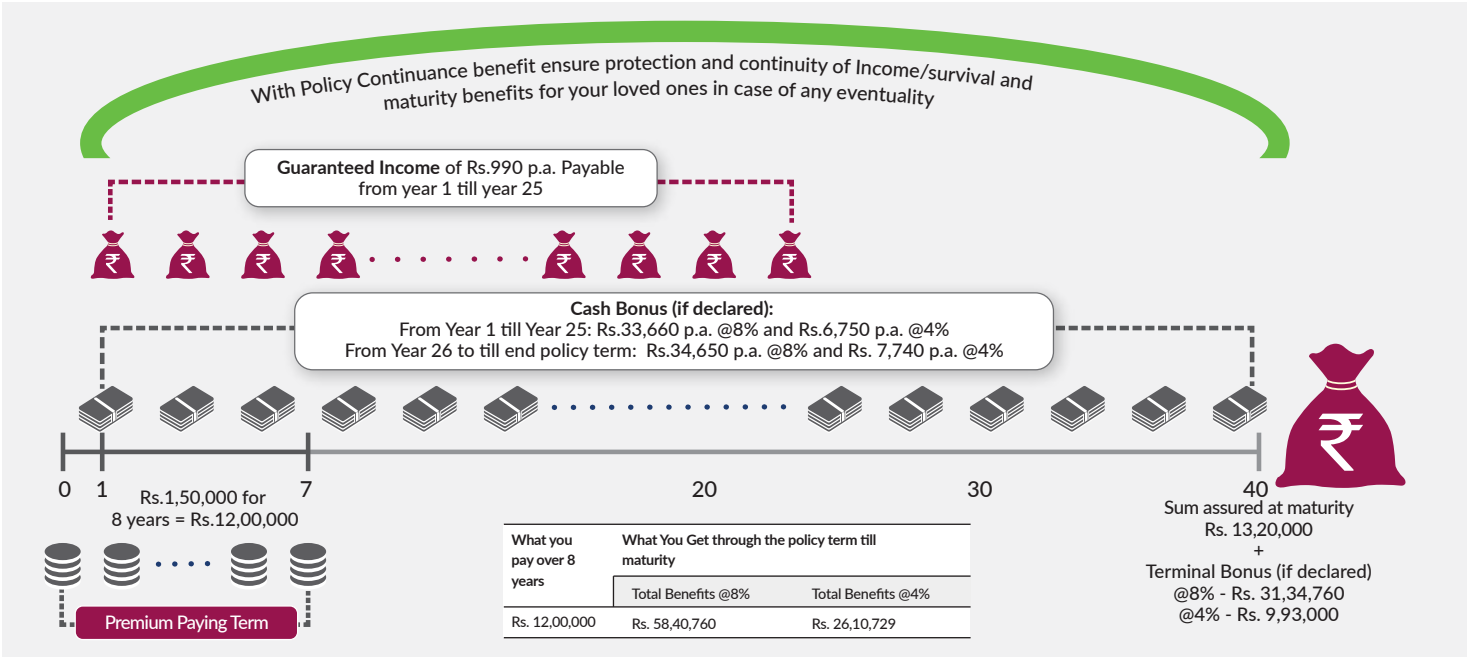 With Policy Continuance benefit ensure protection and continuity of Income/survival and
maturity benefits for your loved ones in case of any eventuality
Guaranteed Income of Rs.990 p.a. Payable
from year 1 till year 25
₹ ₹ ₹ ₹ ₹ ₹ ₹ ₹
Cash Bonus (if declared):
From Year 1 till Year 25: Rs.33,660 p.a. @8% and Rs.6,750 p.a. @4%
From Year 26 to till end policy term: Rs.34,650 p.a. @8% and Rs. 7,740 p.a. @4%
₹
0 1 7 20 30 40
Rs.1,50,000 for
8 years = Rs.12,00,000
Premium Paying Term
What you
pay over 8
years
What You Get through the policy term till
maturity
Total Benefits @8% Total Benefits @4%
Rs. 12,00,000 Rs. 58,40,760 Rs. 26,10,729
Sum assured at maturity
Rs. 13,20,000
+
Terminal Bonus (if declared)
@8% - Rs. 31,34,760
@4% - Rs. 9,93,000